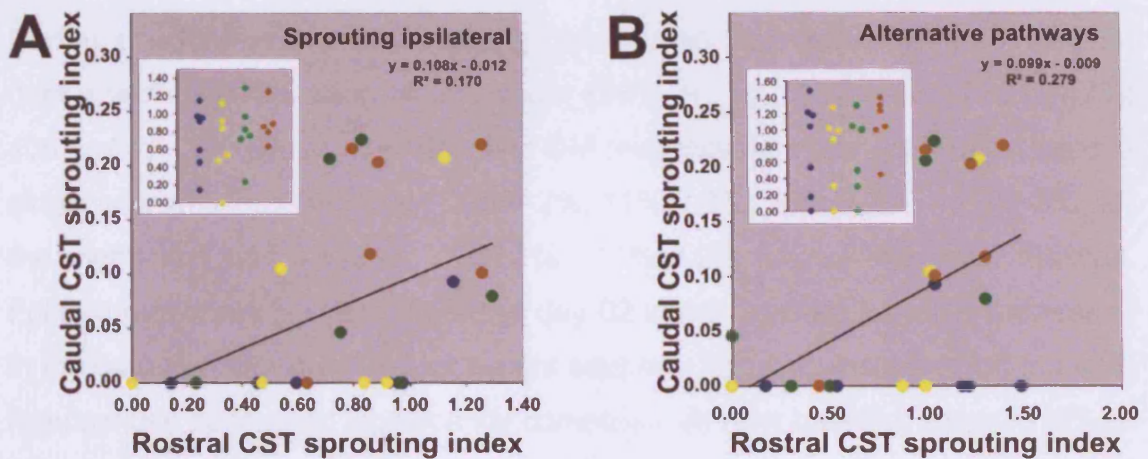 A
Sprouting ipsilateral
y = 0.108x - 0.012
R² = 0.170
Caudal CST sprouting index
0.30
0.25
0.20
0.15
0.10
0.05
0.00
1.40
1.20
1.00
0.80
0.60
0.40
0.20
0.00
0.00 0.20 0.40 0.60 0.80 1.00 1.20 1.40
Rostral CST sprouting index
B
Alternative pathways
y = 0.099x - 0.009
R² = 0.279
Caudal CST sprouting index
0.30
0.25
0.20
0.15
0.10
0.05
0.00
1.60
1.40
1.20
1.00
0.80
0.60
0.40
0.20
0.00
0.00 0.50 1.00 1.50 2.00
Rostral CST sprouting index